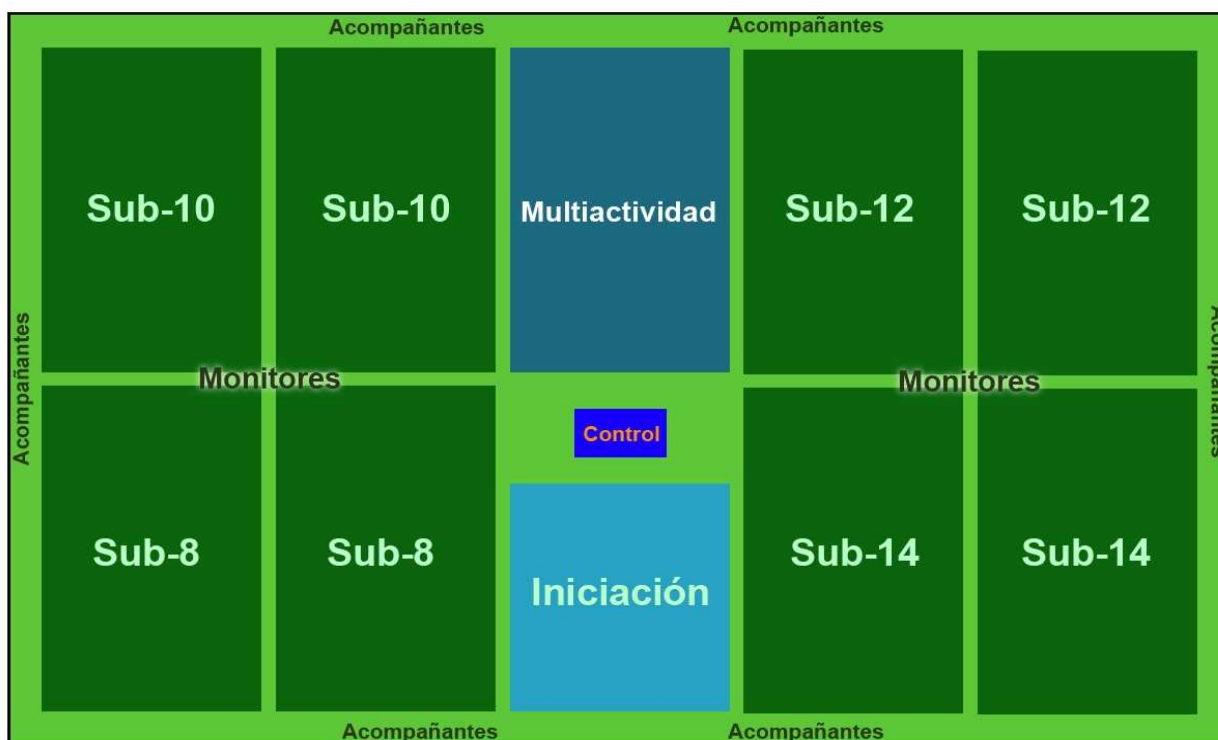 Acompañantes
Acompañantes
Sub-10
Sub-10
Multiactividad
Sub-12
Sub-12
Acompañantes
Monitores
Monitores
Acompañantes
Control
Sub-8
Sub-8
Iniciación
Sub-14
Sub-14
Acompañantes
Acompañantes